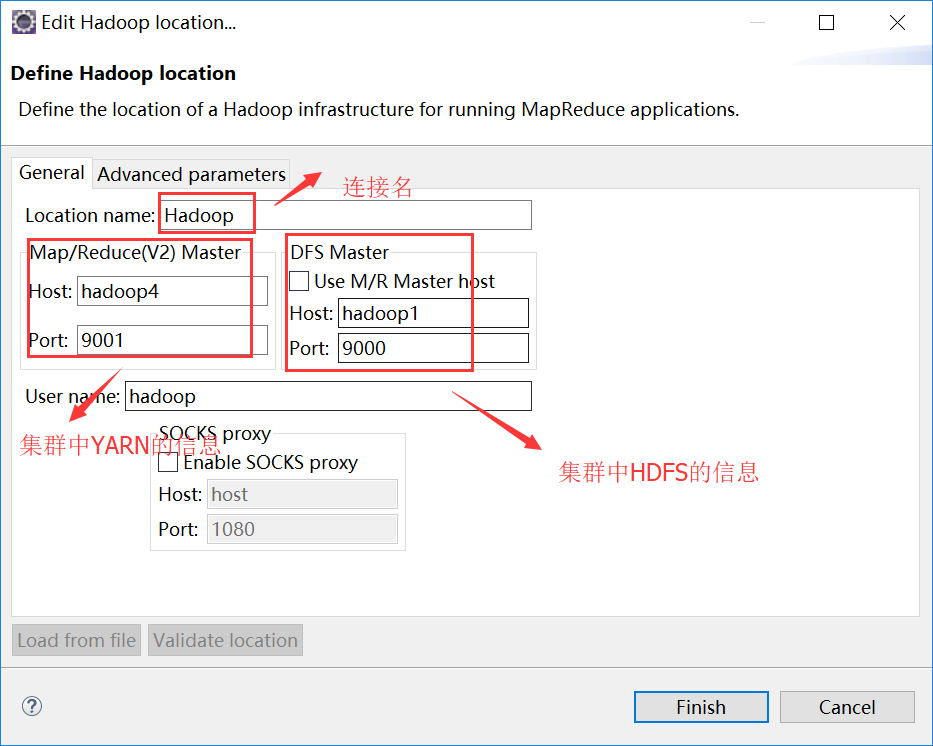 Edit Hadoop location...
Define Hadoop location
Define the location of a Hadoop infrastructure for running MapReduce applications.
General
Advanced parameters
连接名
Location name: Hadoop
Map/Reduce(V2) Master
Host: hadoop4
Port: 9001
DFS Master
Use M/R Master host
Host: hadoop1
Port: 9000
User name: hadoop
集群中YARN的信息
集群中HDFS的信息
SOCKS proxy
Enable SOCKS proxy
Host: host
Port: 1080
Load from file
Validate location
?
Finish
Cancel